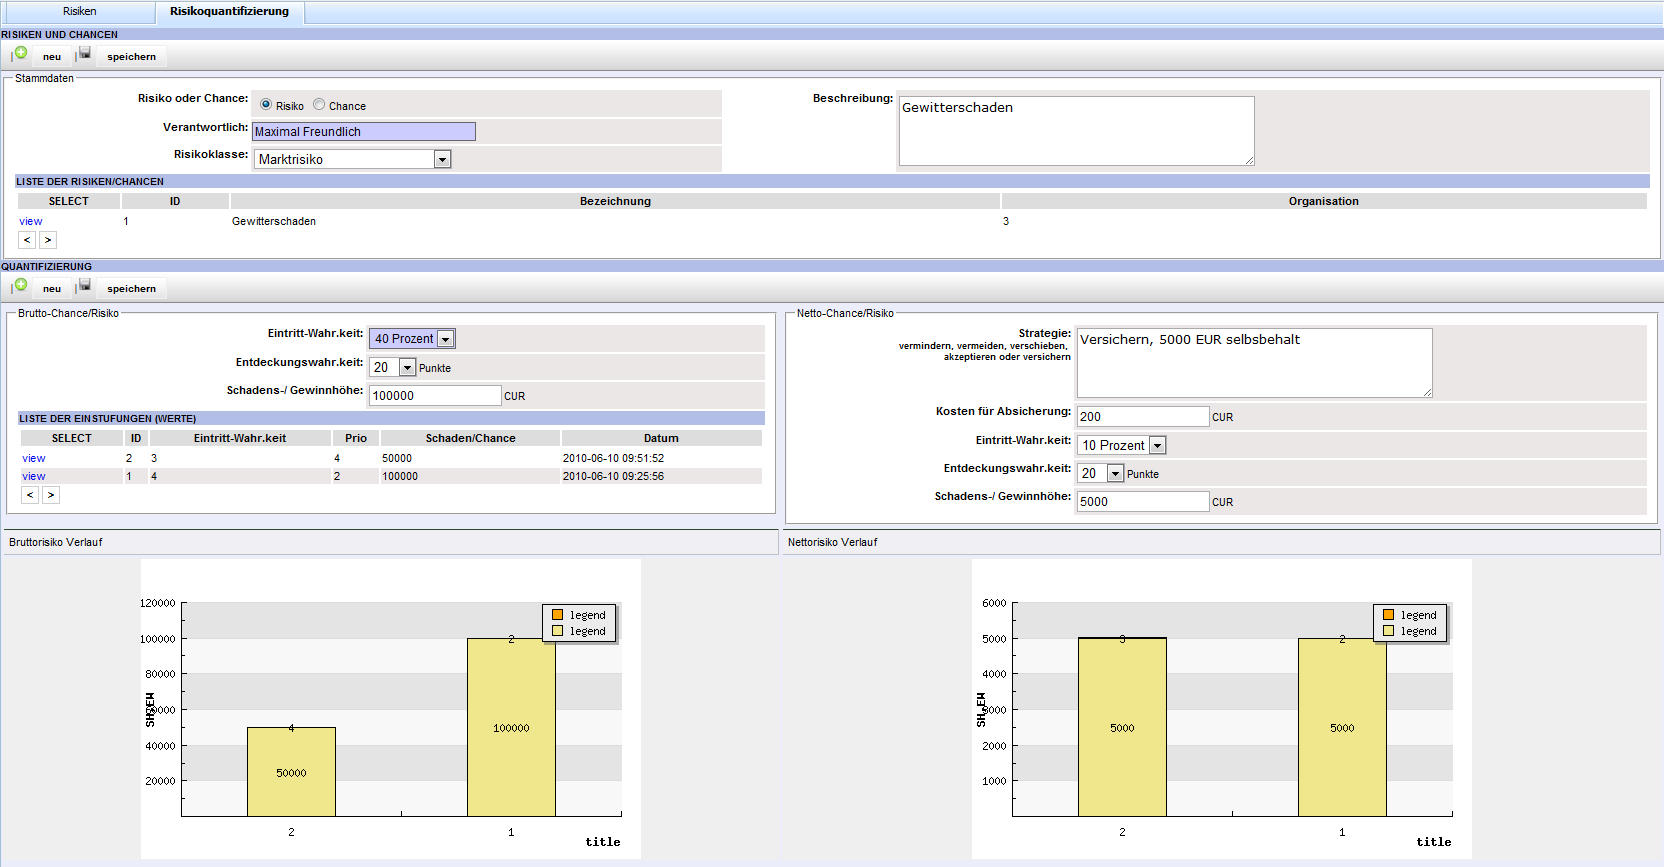 Risiken Risikoquantifizierung
RISIKEN UND CHANCEN
neu speichern
Stammdaten
Risiko oder Chance: Risiko Chance
Verantwortlich: Maximal Freundlich
Risikoklasse: Marktrisiko
Beschreibung: Gewitterschaden
LISTE DER RISIKEN/CHANCEN
SELECT ID Bezeichnung Organisation
view 1 Gewitterschaden 3
< >
QUANTIFIZIERUNG
neu speichern
Brutto-Chance/Risiko
Eintritt-Wahr.keit: 40 Prozent
Entdeckungswahr.keit: 20 Punkte
Schadens-/ Gewinnhöhe: 100000 CUR
LISTE DER EINSTUFUNGEN (WERTE)
SELECT ID Eintritt-Wahr.keit Prio Schaden/Chance Datum
view 2 3 4 50000 2010-06-10 09:51:52
view 1 4 2 100000 2010-06-10 09:25:56
< >
Netto-Chance/Risiko
Strategie: Versichern, 5000 EUR selbsbehalt
vermindern, vermeiden, verschieben,
akzeptieren oder versichern
Kosten für Absicherung: 200 CUR
Eintritt-Wahr.keit: 10 Prozent
Entdeckungswahr.keit: 20 Punkte
Schadens-/ Gewinnhöhe: 5000 CUR
Bruttorisiko Verlauf
120000
100000
80000
60000
40000
20000
SH*EW
4
50000
2
100000
legend
legend
2 1
title
Nettorisiko Verlauf
6000
5000
4000
3000
2000
1000
SH*EW
3
5000
2
5000
legend
legend
2 1
title